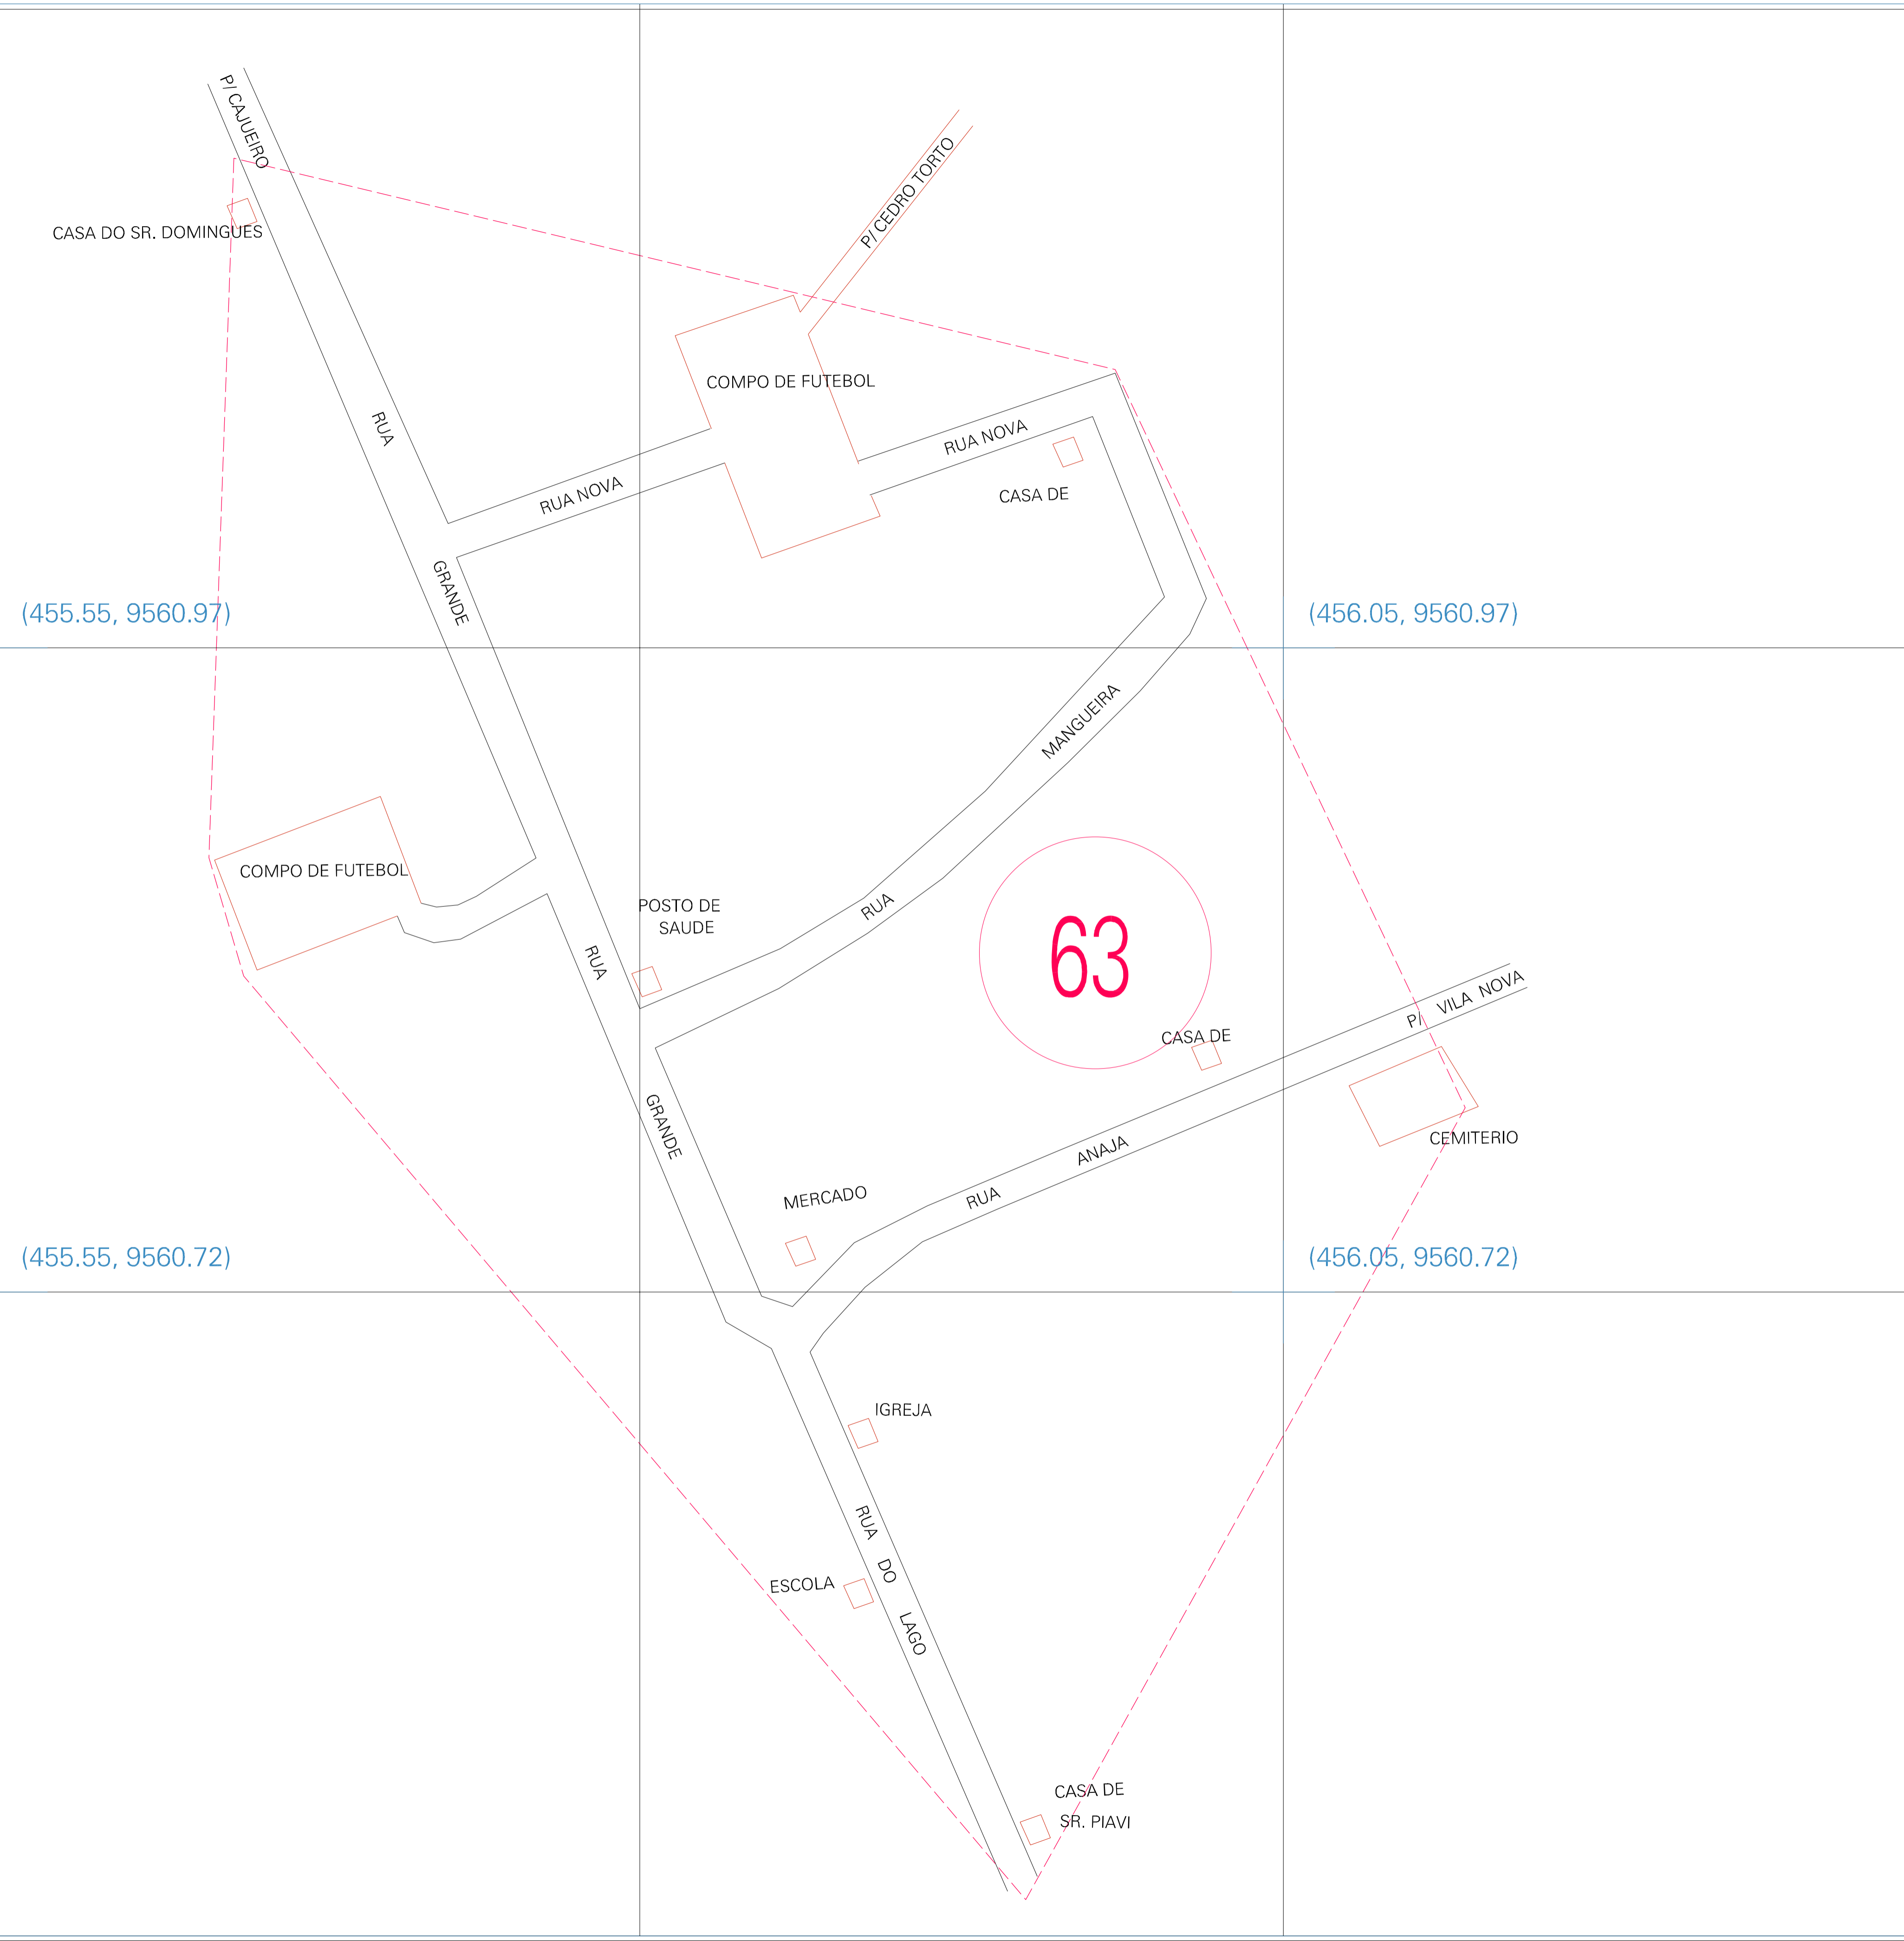 P/ CAJUEIRO
P/ CEDRO TORTO
CASA DO SR. DOMINGUES
COMPO DE FUTEBOL
RUA
RUA NOVA
RUA NOVA
CASA DE
GRANDE
(455.55, 9560.97)
(456.05, 9560.97)
MANGUEIRA
COMPO DE FUTEBOL
POSTO DE
SAUDE
RUA
RUA
63
P/ VILA NOVA
CASA DE
GRANDE
ANAJA
CEMITERIO
MERCADO
RUA
(455.55, 9560.72)
(456.05, 9560.72)
IGREJA
RUA DO LAGO
ESCOLA
CASA DE
SR. PIAVI